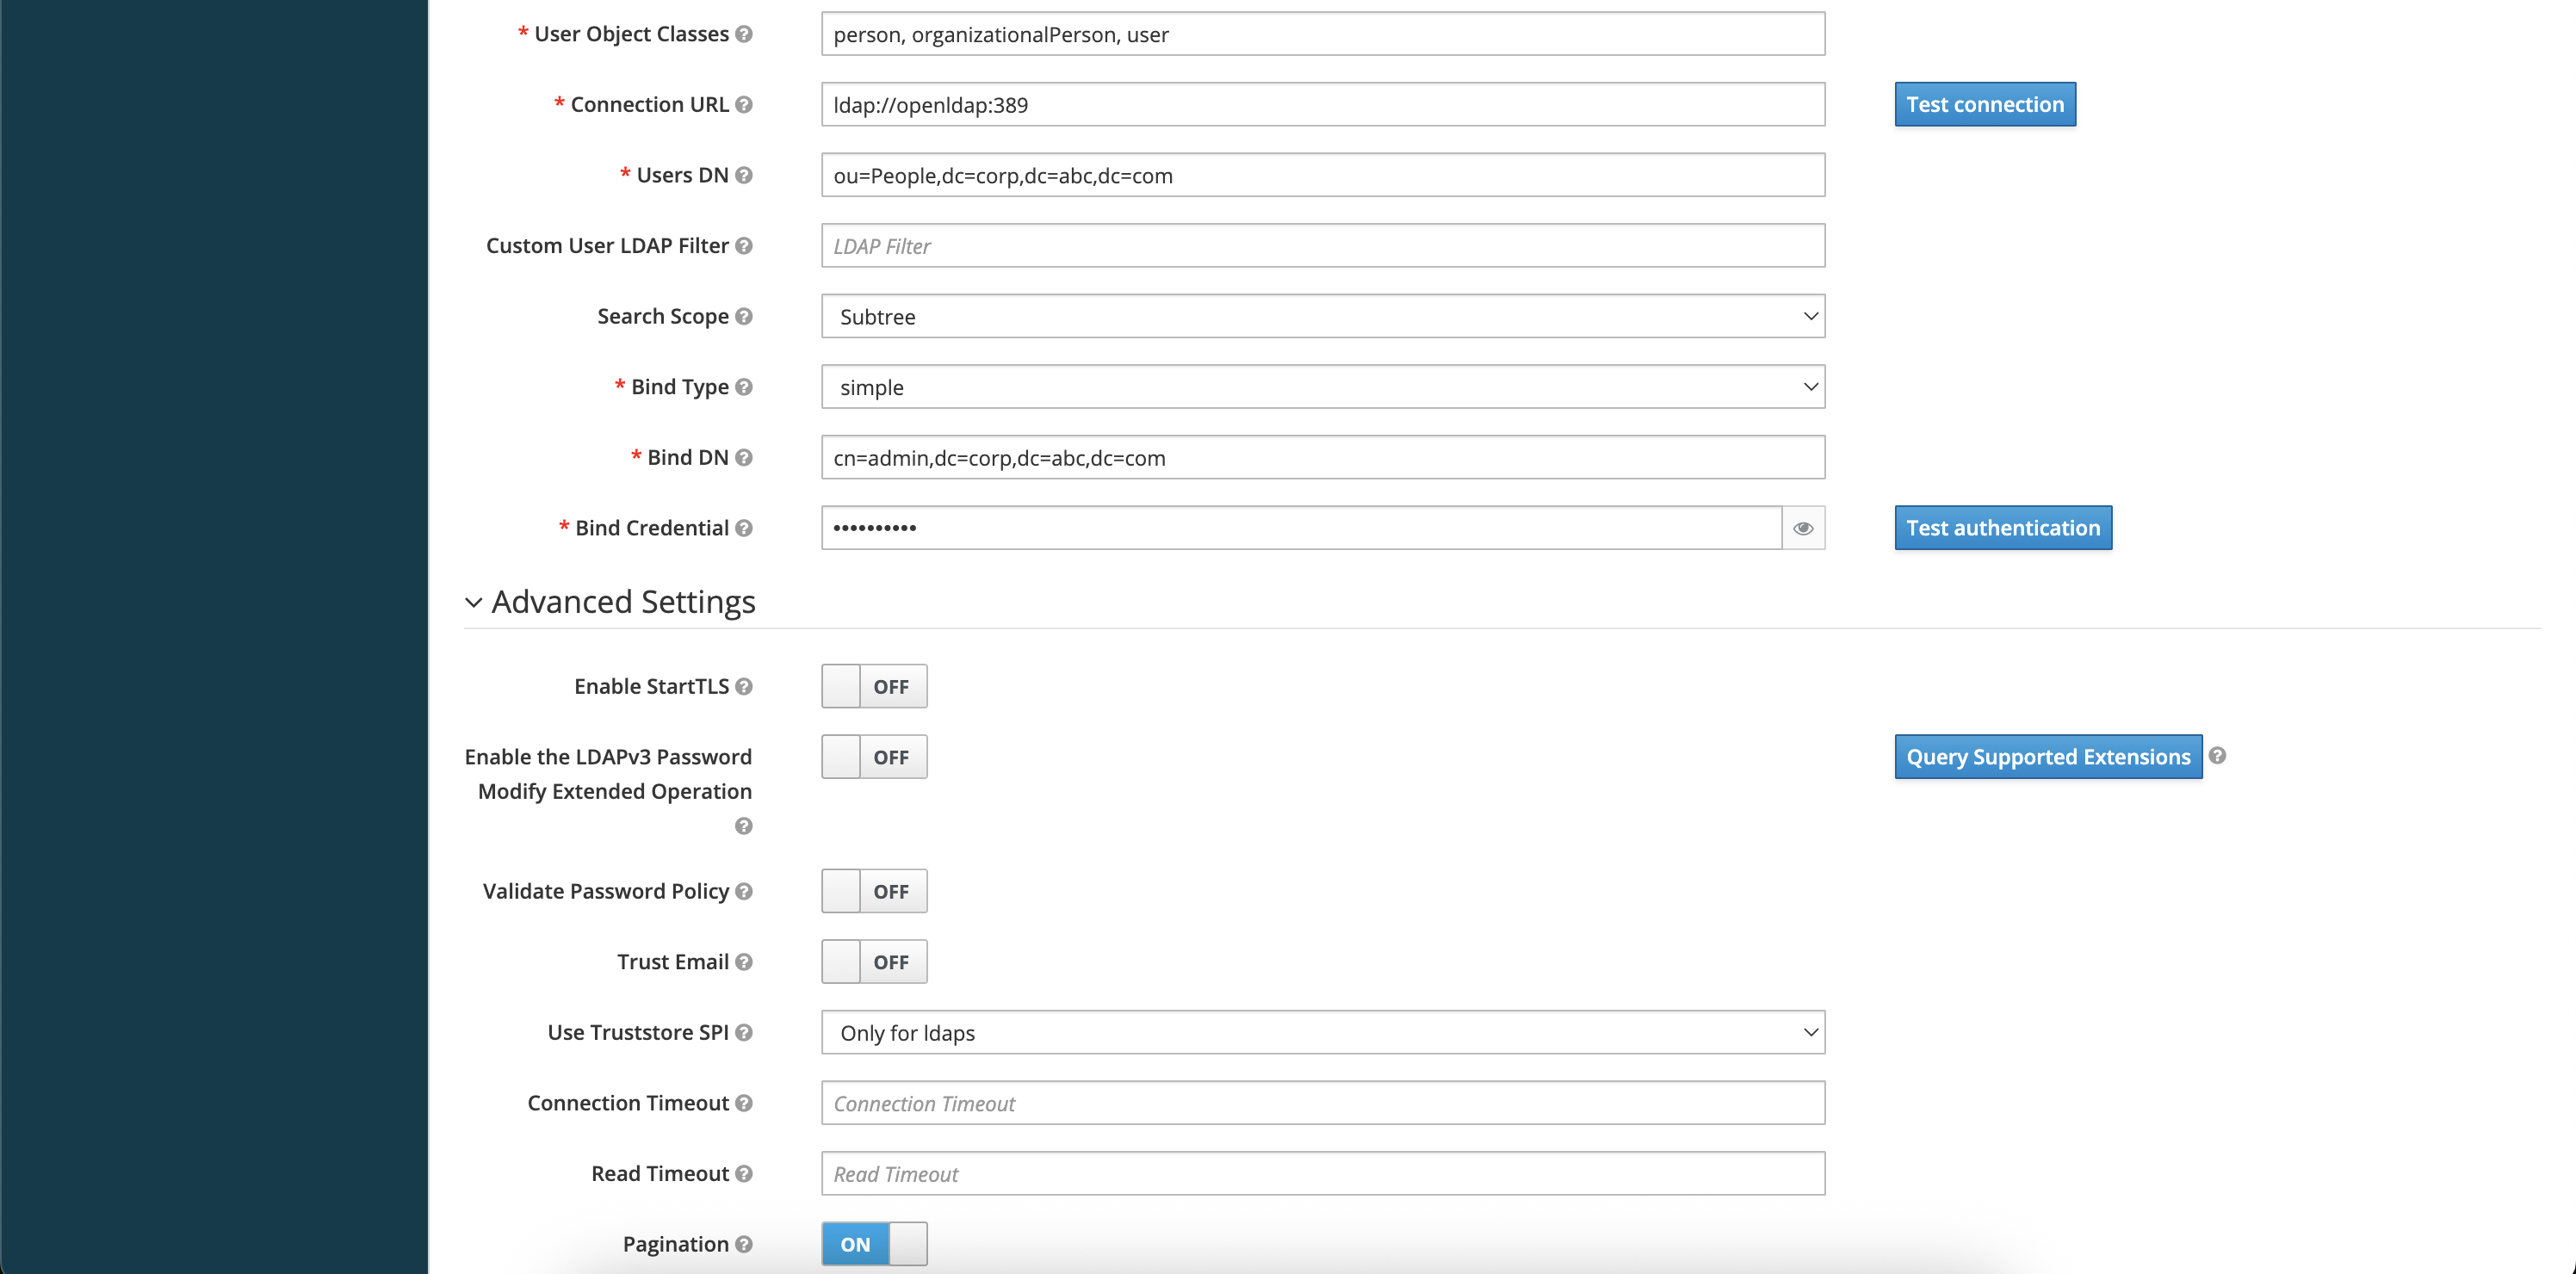 * User Object Classes
person, organizationalPerson, user
* Connection URL
ldap://openldap:389
Test connection
* Users DN
ou=People,dc=corp,dc=abc,dc=com
Custom User LDAP Filter
LDAP Filter
Search Scope
Subtree
* Bind Type
simple
* Bind DN
cn=admin,dc=corp,dc=abc,dc=com
* Bind Credential
••••••••••
Test authentication
Advanced Settings
Enable StartTLS
OFF
Enable the LDAPv3 Password
Modify Extended Operation
OFF
Query Supported Extensions
Validate Password Policy
OFF
Trust Email
OFF
Use Truststore SPI
Only for ldaps
Connection Timeout
Connection Timeout
Read Timeout
Read Timeout
Pagination
ON